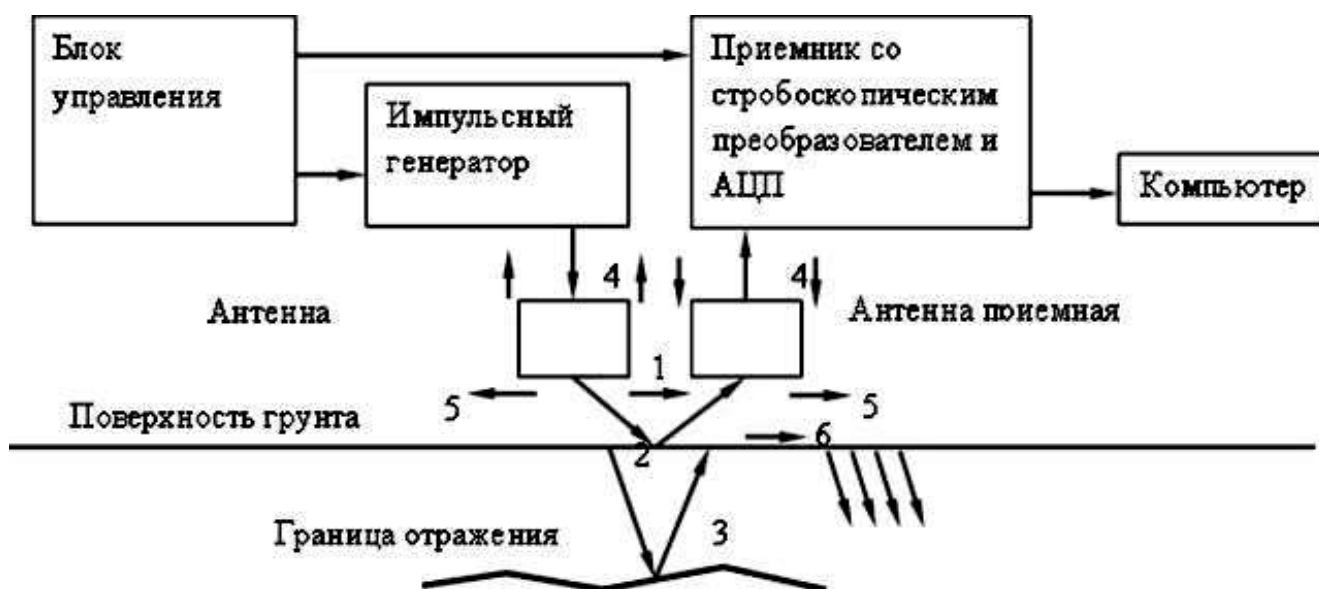 Блок
управления
Импульсный
генератор
Приемник со
стробоскопическим
преобразователем и
АЦП
Компьютер
4
4
Антенна
Антенна поиемная
1
5
5
Поверхность грунта
2
6
Граница отражения
3